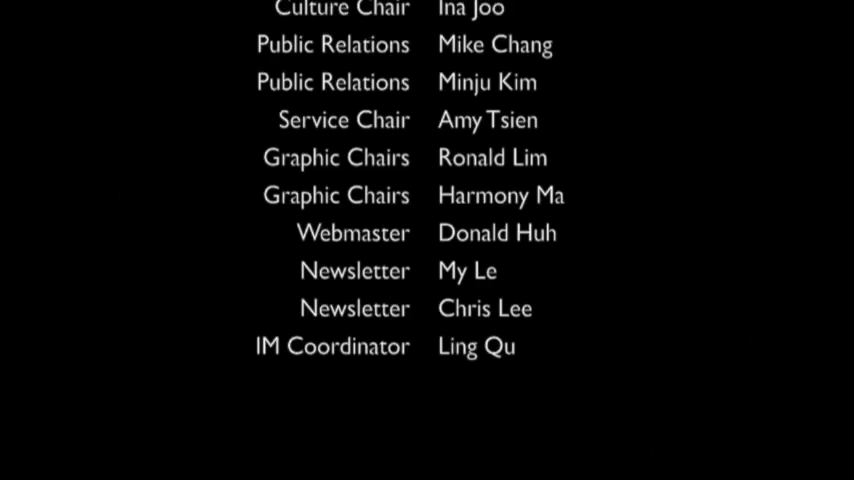 Culture Chair Ina Joo
Public Relations Mike Chang
Public Relations Minju Kim
Service Chair Amy Tsien
Graphic Chairs Ronald Lim
Graphic Chairs Harmony Ma
Webmaster Donald Huh
Newsletter My Le
Newsletter Chris Lee
IM Coordinator Ling Qu